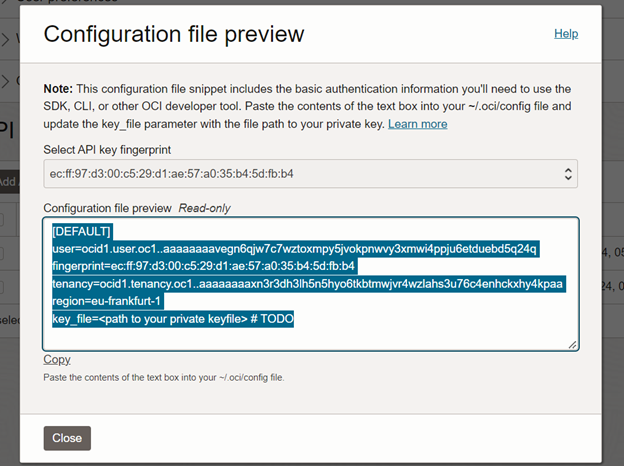 Configuration file preview
Help
Note: This configuration file snippet includes the basic authentication information you'll need to use the
SDK, CLI, or other OCI developer tool. Paste the contents of the text box into your ~/.oci/config file and
update the key_file parameter with the file path to your private key. Learn more
Select API key fingerprint
ec:ff:97:d3:00:c5:29:d1:ae:57:a0:35:b4:5d:fb:b4
Configuration file preview Read-only
[DEFAULT]
user=ocid1.user.oc1..aaaaaaaavegn6qjw7c7wztoxmpy5jvokpnwvy3xmwi4ppju6etduebd5q24q
fingerprint=ec:ff:97:d3:00:c5:29:d1:ae:57:a0:35:b4:5d:fb:b4
tenancy=ocid1.tenancy.oc1..aaaaaaaaxn3r3dh3lh5n5hyo6tkbtmwjvr4wzlahs3u76c4enhckxhy4kpaa
region=eu-frankfurt-1
key_file=<path to your private keyfile> # TODO
Copy
Paste the contents of the text box into your ~/.oci/config file.
Close